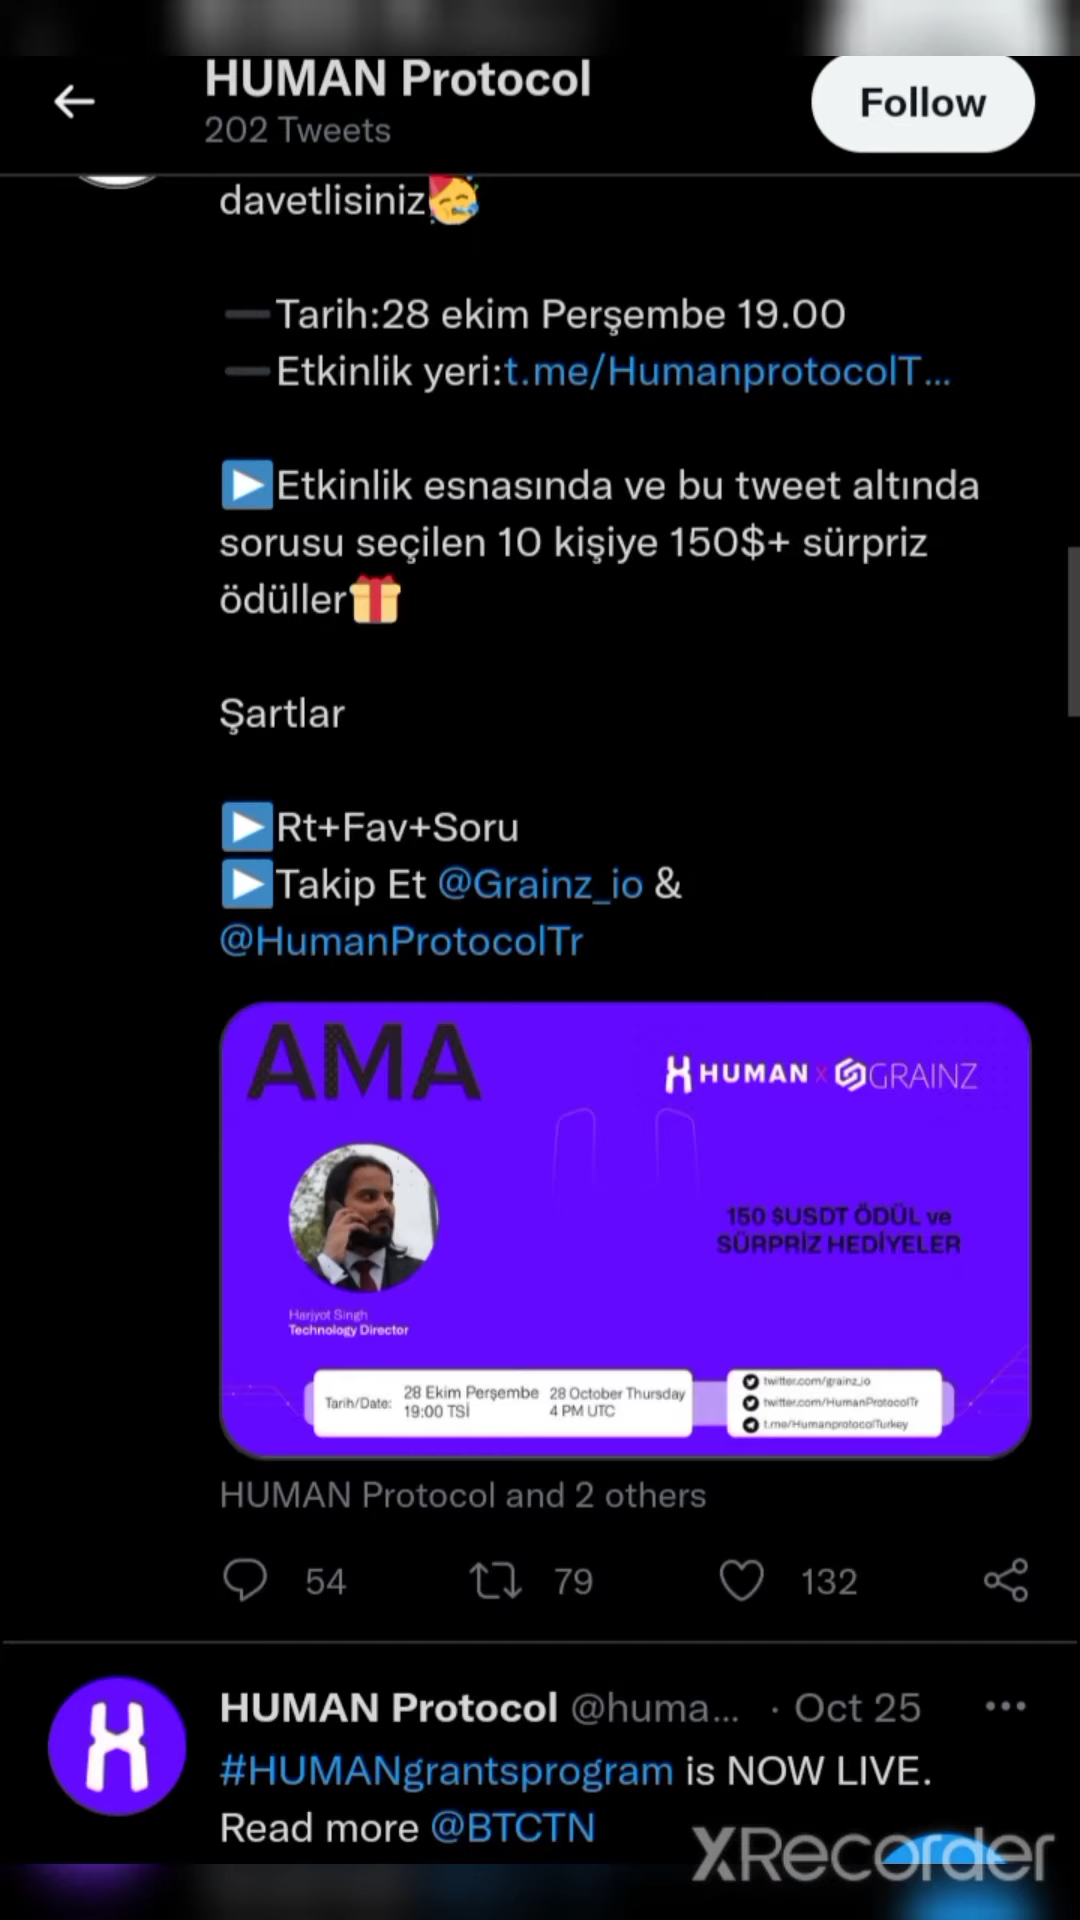 HUMAN Protocol
202 Tweets
Follow
davetlisiniz
Tarih:28 ekim Perşembe 19.00
Etkinlik yeri:t.me/HumanprotocolT...
Etkinlik esnasında ve bu tweet altında
sorusu seçilen 10 kişiye 150$+ sürpriz
ödüller
Şartlar
Rt+Fav+Soru
Takip Et @Grainz_io &
@HumanProtocolTr
AMA
HUMAN x GRAINZ
150 $USDT ÖDÜL ve
SÜRPRİZ HEDİYELER
Harjyot Singh
Technology Director
Tarih/Date:
28 Ekim Perşembe
19:00 TSİ
28 October Thursday
4 PM UTC
twitter.com/grainz_io
twitter.com/HumanProtocolTr
t.me/HumanprotocolTurkey
HUMAN Protocol and 2 others
54 79 132
HUMAN Protocol @huma... · Oct 25
#HUMANgrantsprogram is NOW LIVE.
Read more @BTCTN
XRecorder